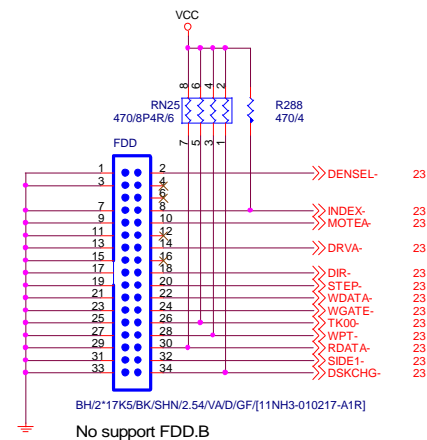 VCC
8 6 4 2
RN25 R288
470/8P4R/6 470/4
7 5 3 1
FDD
1 2 DENSEL- 23
3 4
6
7 8 INDEX- 23
9 10 MOTEA- 23
11 12
13 14 DRVA- 23
15 16
17 18 DIR- 23
19 20 STEP- 23
21 22 WDATA- 23
23 24 WGATE- 23
25 26 TK00- 23
27 28 WPT- 23
29 30 RDATA- 23
31 32 SIDE1- 23
33 34 DSKCHG- 23
BH/2*17K5/BK/SHN/2.54/VA/D/GF/[11NH3-010217-A1R]
No support FDD.B